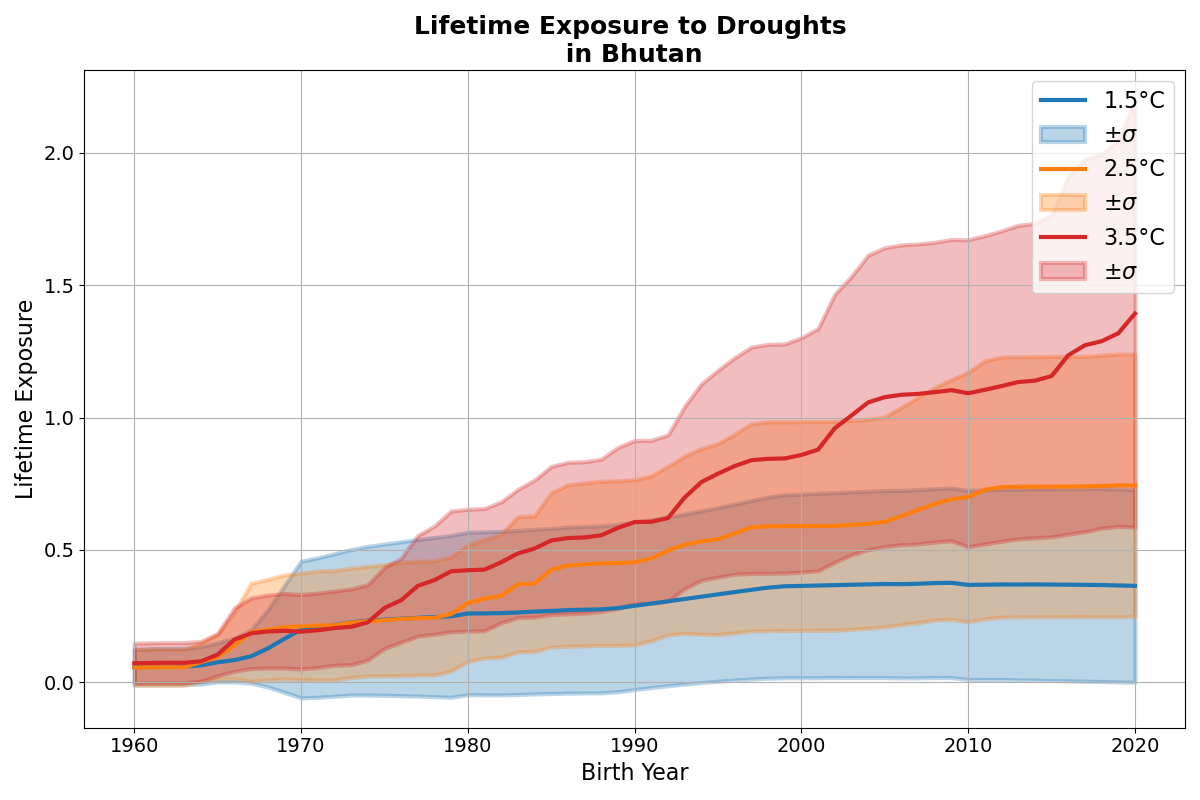 Lifetime Exposure to Droughts
in Bhutan
1.5°C
±σ
2.5°C
±σ
3.5°C
±σ
Lifetime Exposure
2.0
1.5
1.0
0.5
0.0
1960 1970 1980 1990 2000 2010 2020
Birth Year